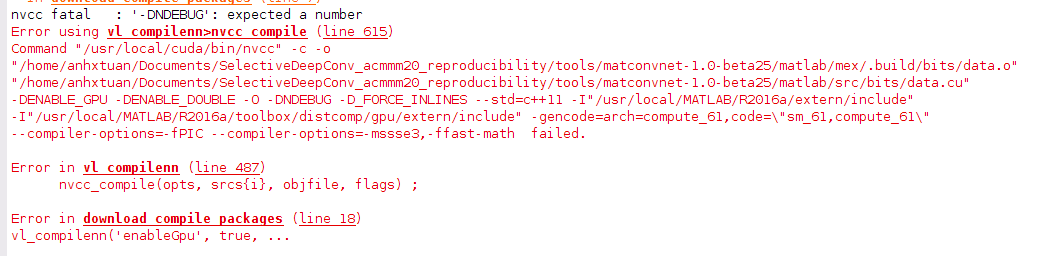 nvcc fatal   : '-DNDEBUG': expected a number
Error using vl_compilenn>nvcc_compile (line 615)
Command "/usr/local/cuda/bin/nvcc" -c -o
"/home/anhxtuan/Documents/SelectiveDeepConv_acmmm20_reproducibility/tools/matconvnet-1.0-beta25/matlab/mex/.build/bits/data.o"
"/home/anhxtuan/Documents/SelectiveDeepConv_acmmm20_reproducibility/tools/matconvnet-1.0-beta25/matlab/src/bits/data.cu"
-DENABLE_GPU -DENABLE_DOUBLE -O -DNDEBUG -D_FORCE_INLINES --std=c++11 -I"/usr/local/MATLAB/R2016a/extern/include"
-I"/usr/local/MATLAB/R2016a/toolbox/distcomp/gpu/extern/include" -gencode=arch=compute_61,code=\"sm_61,compute_61\"
--compiler-options=-fPIC --compiler-options=-mssse3,-ffast-math  failed.
Error in vl_compilenn (line 487)
nvcc_compile(opts, srcs{i}, objfile, flags) ;
Error in download_compile_packages (line 18)
vl_compilenn('enableGpu', true, ...